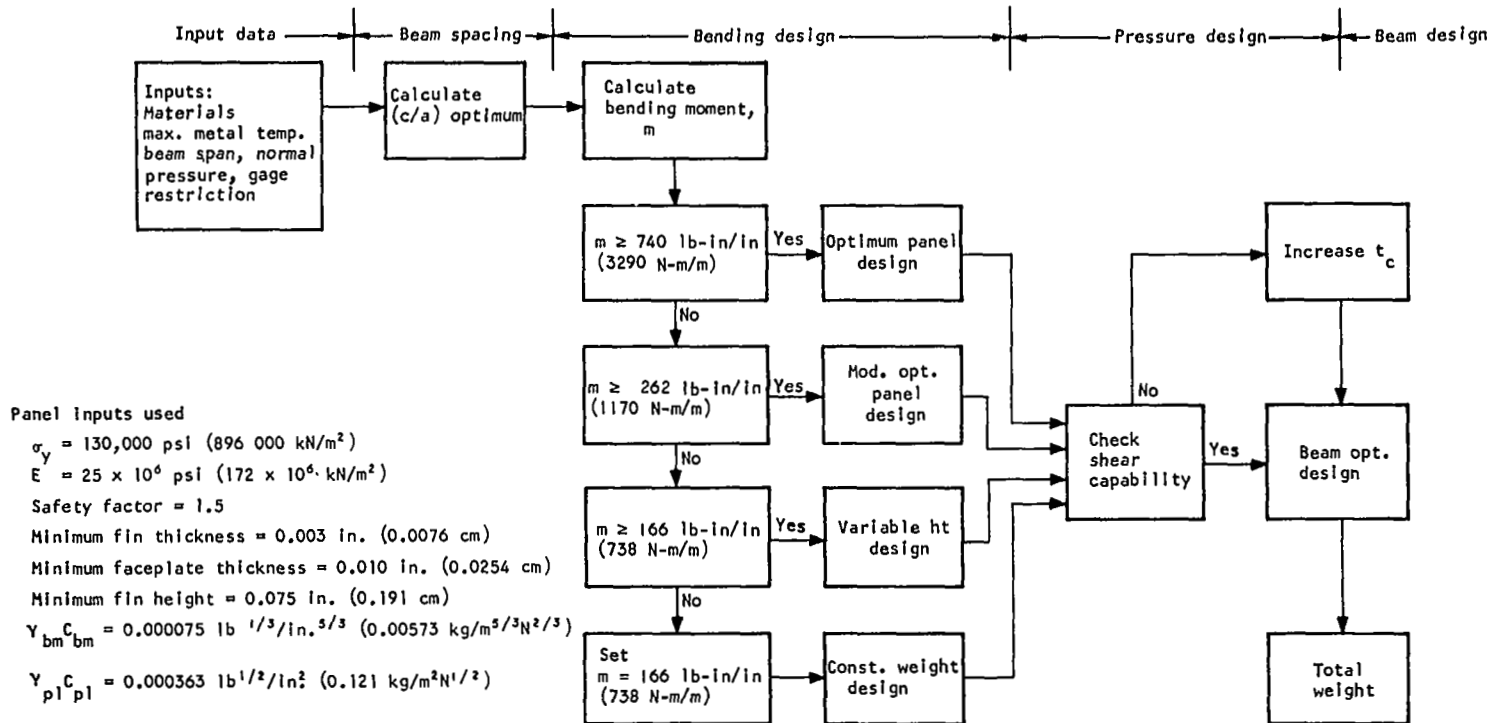 Input data
Beam spacing
Bending design
Pressure design
Beam design
Inputs:
Materials
max. metal temp.
beam span, normal
pressure, gage
restriction
Calculate
(c/a) optimum
Calculate
bending moment,
m
m ≥ 740 lb-in/in
(3290 N-m/m)
Yes
Optimum panel
design
No
m ≥ 262 lb-in/in
(1170 N-m/m)
Yes
Mod. opt.
panel
design
No
m ≥ 166 lb-in/in
(738 N-m/m)
Yes
Variable ht
design
No
Set
m = 166 lb-in/in
(738 N-m/m)
Const. weight
design
Check
shear
capability
No
Increase t_c
Yes
Beam opt.
design
Total
weight
Panel inputs used
σ_y = 130,000 psi (896 000 kN/m²)
E = 25 x 10⁶ psi (172 x 10⁶· kN/m²)
Safety factor = 1.5
Minimum fin thickness = 0.003 in. (0.0076 cm)
Minimum faceplate thickness = 0.010 in. (0.0254 cm)
Minimum fin height = 0.075 in. (0.191 cm)
γ_bm C_bm = 0.000075 lb ^1/3/in.^5/3 (0.00573 kg/m^5/3N^2/3)
γ_pl C_pl = 0.000363 lb^1/2/in.² (0.121 kg/m²N^1/2)